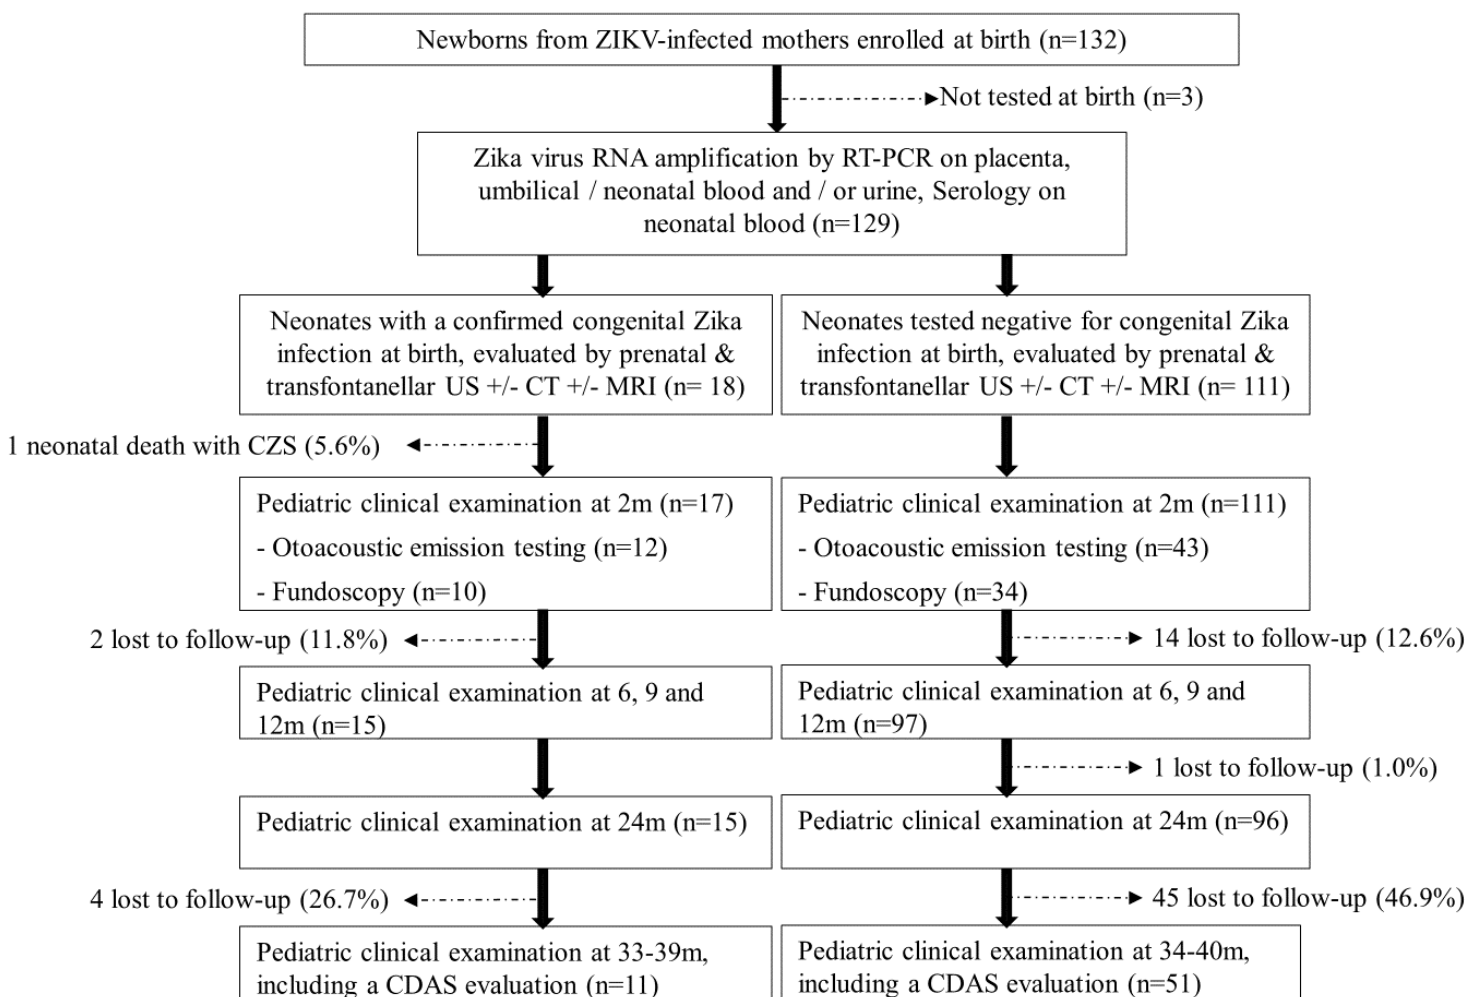 Newborns from ZIKV-infected mothers enrolled at birth (n=132)
Not tested at birth (n=3)
Zika virus RNA amplification by RT-PCR on placenta,
umbilical / neonatal blood and / or urine, Serology on
neonatal blood (n=129)
Neonates with a confirmed congenital Zika
infection at birth, evaluated by prenatal &
transfontanellar US +/- CT +/- MRI (n= 18)
Neonates tested negative for congenital Zika
infection at birth, evaluated by prenatal &
transfontanellar US +/- CT +/- MRI (n= 111)
1 neonatal death with CZS (5.6%)
Pediatric clinical examination at 2m (n=17)
- Otoacoustic emission testing (n=12)
- Fundoscopy (n=10)
Pediatric clinical examination at 2m (n=111)
- Otoacoustic emission testing (n=43)
- Fundoscopy (n=34)
2 lost to follow-up (11.8%)
14 lost to follow-up (12.6%)
Pediatric clinical examination at 6, 9 and
12m (n=15)
Pediatric clinical examination at 6, 9 and
12m (n=97)
1 lost to follow-up (1.0%)
Pediatric clinical examination at 24m (n=15)
Pediatric clinical examination at 24m (n=96)
4 lost to follow-up (26.7%)
45 lost to follow-up (46.9%)
Pediatric clinical examination at 33-39m,
including a CDAS evaluation (n=11)
Pediatric clinical examination at 34-40m,
including a CDAS evaluation (n=51)